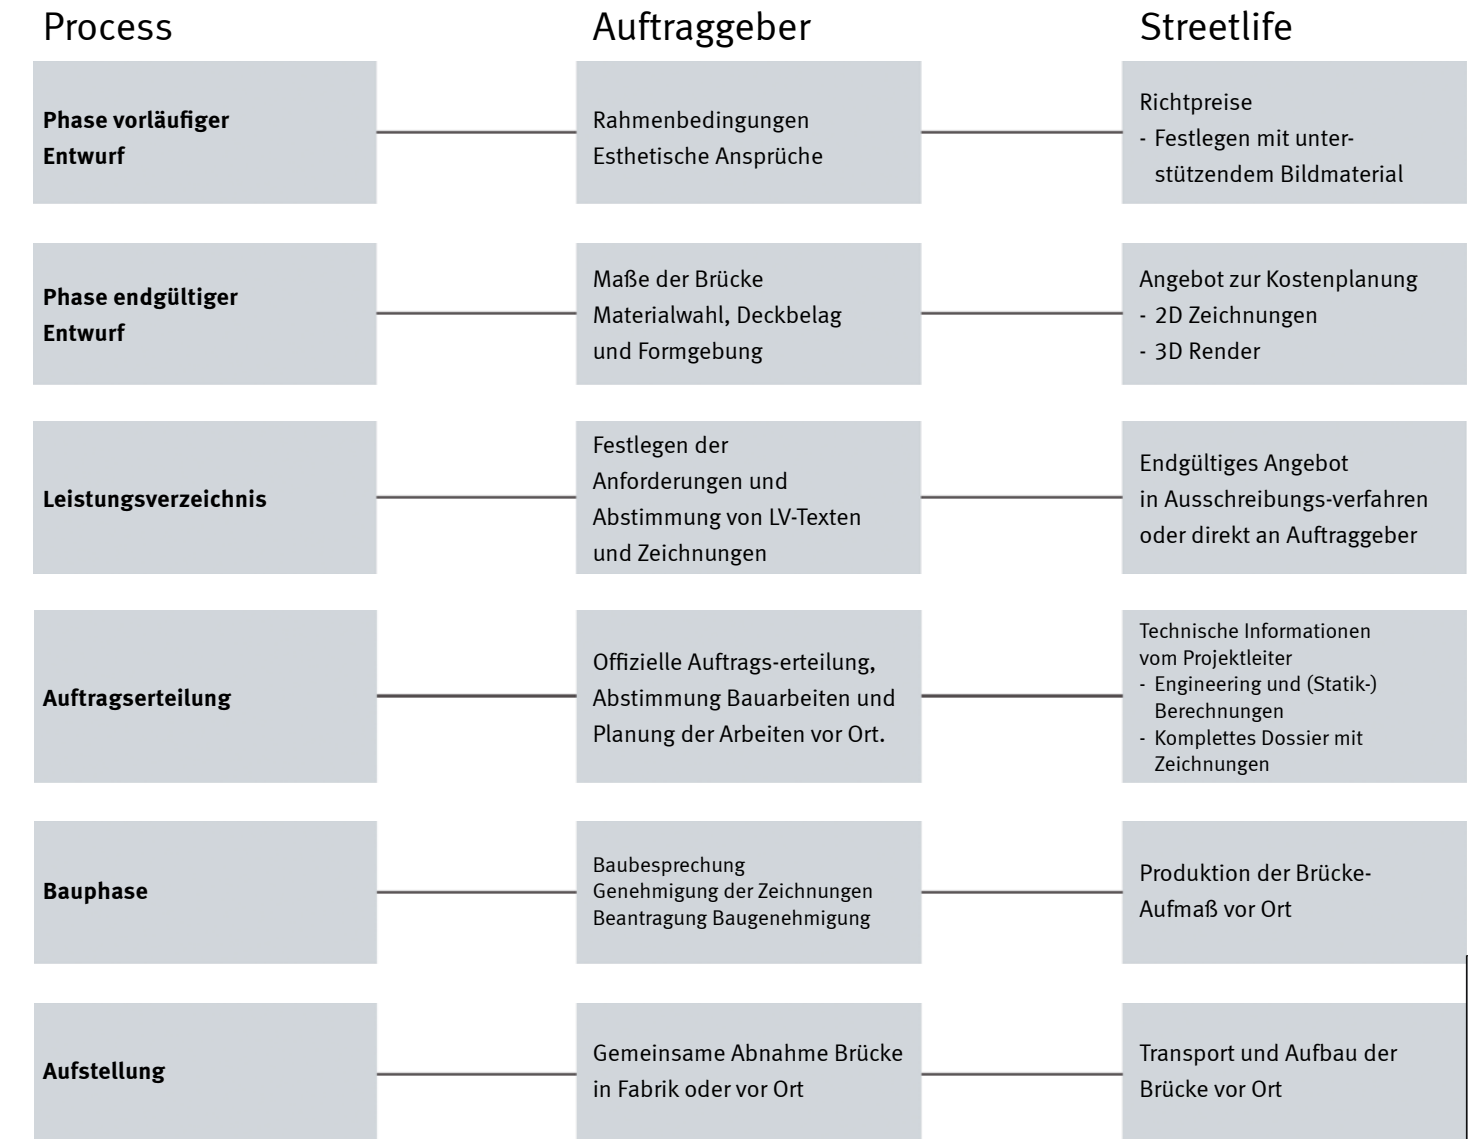 Process
Auftraggeber
Streetlife
Phase vorläufiger
Entwurf
Rahmenbedingungen
Esthetische Ansprüche
Richtpreise
- Festlegen mit unter-
stützendem Bildmaterial
Phase endgültiger
Entwurf
Maße der Brücke
Materialwahl, Deckbelag
und Formgebung
Angebot zur Kostenplanung
- 2D Zeichnungen
- 3D Render
Leistungsverzeichnis
Festlegen der
Anforderungen und
Abstimmung von LV-Texten
und Zeichnungen
Endgültiges Angebot
in Ausschreibungs-verfahren
oder direkt an Auftraggeber
Auftragserteilung
Offizielle Auftrags-erteilung,
Abstimmung Bauarbeiten und
Planung der Arbeiten vor Ort.
Technische Informationen
vom Projektleiter
- Engineering und (Statik-)
Berechnungen
- Komplettes Dossier mit
Zeichnungen
Bauphase
Baubesprechung
Genehmigung der Zeichnungen
Beantragung Baugenehmigung
Produktion der Brücke-
Aufmaß vor Ort
Aufstellung
Gemeinsame Abnahme Brücke
in Fabrik oder vor Ort
Transport und Aufbau der
Brücke vor Ort